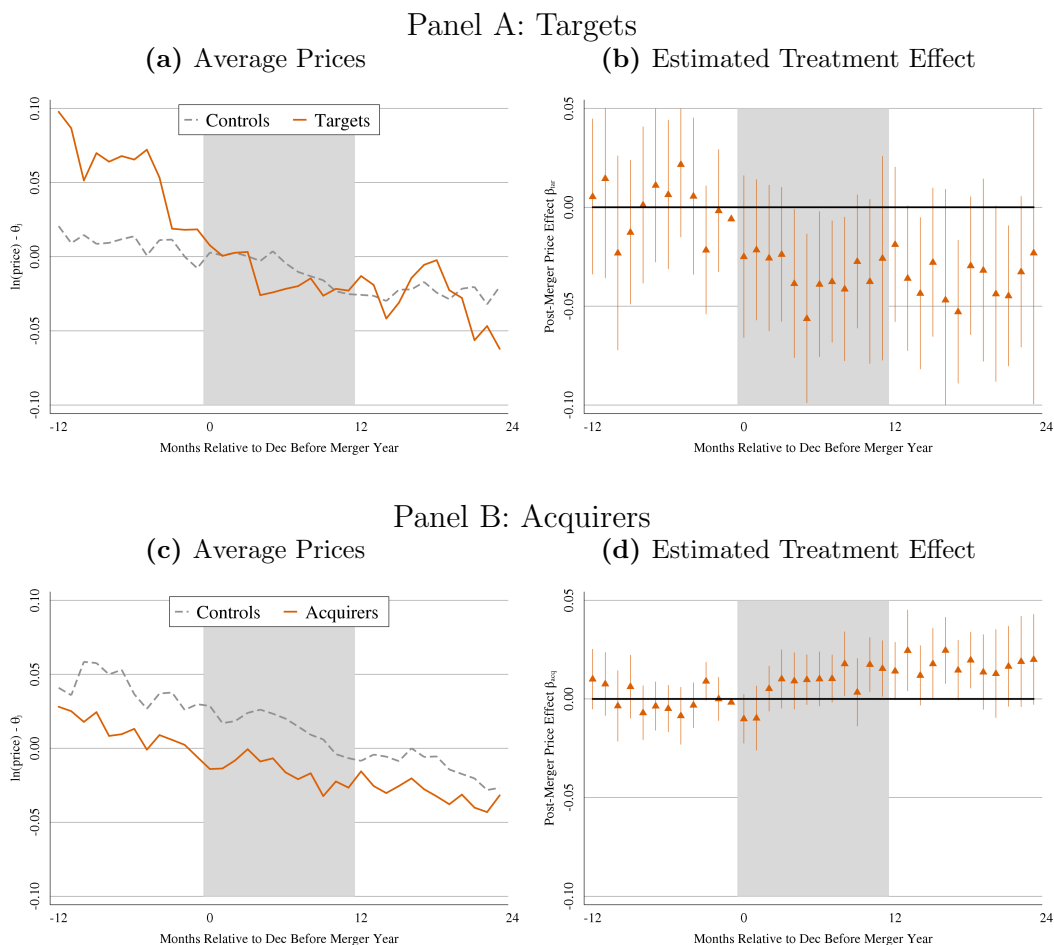 Panel A: Targets
(a) Average Prices
(b) Estimated Treatment Effect
ln(price) - θj
0.10
0.05
0.00
-0.05
-0.10
Controls
Targets
-12
0
12
24
Months Relative to Dec Before Merger Year
Post-Merger Price Effect βtar
0.05
0.00
-0.05
-0.10
-12
0
12
24
Months Relative to Dec Before Merger Year
Panel B: Acquirers
(c) Average Prices
(d) Estimated Treatment Effect
ln(price) - θj
0.10
0.05
0.00
-0.05
-0.10
Controls
Acquirers
-12
0
12
24
Months Relative to Dec Before Merger Year
Post-Merger Price Effect βacq
0.05
0.00
-0.05
-0.10
-12
0
12
24
Months Relative to Dec Before Merger Year